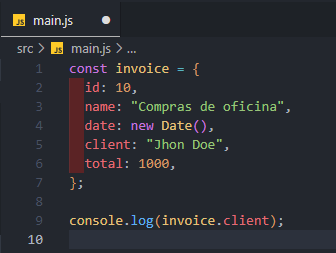 JS main.js
src > JS main.js > ...
1 const invoice = {
2 id: 10,
3 name: "Compras de oficina",
4 date: new Date(),
5 client: "Jhon Doe",
6 total: 1000,
7 };
8
9 console.log(invoice.client);
10